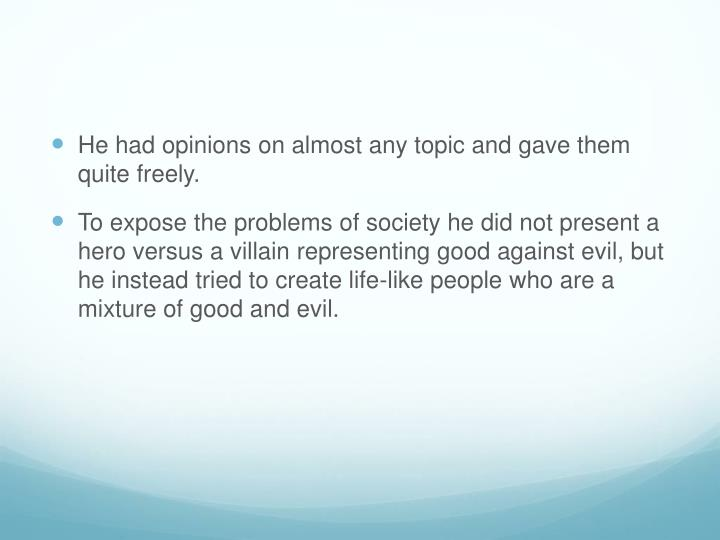 • He had opinions on almost any topic and gave them
quite freely.
• To expose the problems of society he did not present a
hero versus a villain representing good against evil, but
he instead tried to create life-like people who are a
mixture of good and evil.